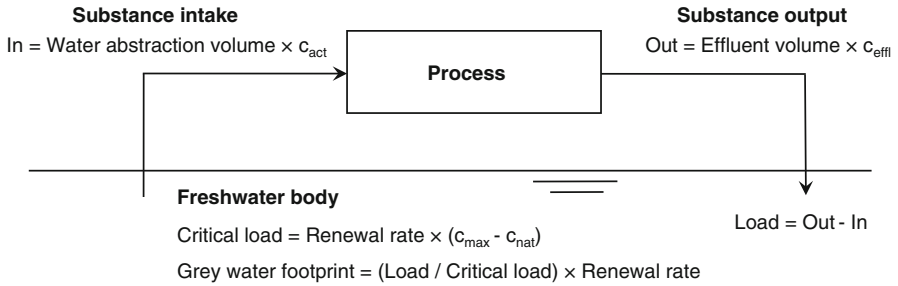 Substance intake
In = Water abstraction volume × c_act
Process
Substance output
Out = Effluent volume × c_effl
Freshwater body
Critical load = Renewal rate × (c_max - c_nat)
Grey water footprint = (Load / Critical load) × Renewal rate
Load = Out - In